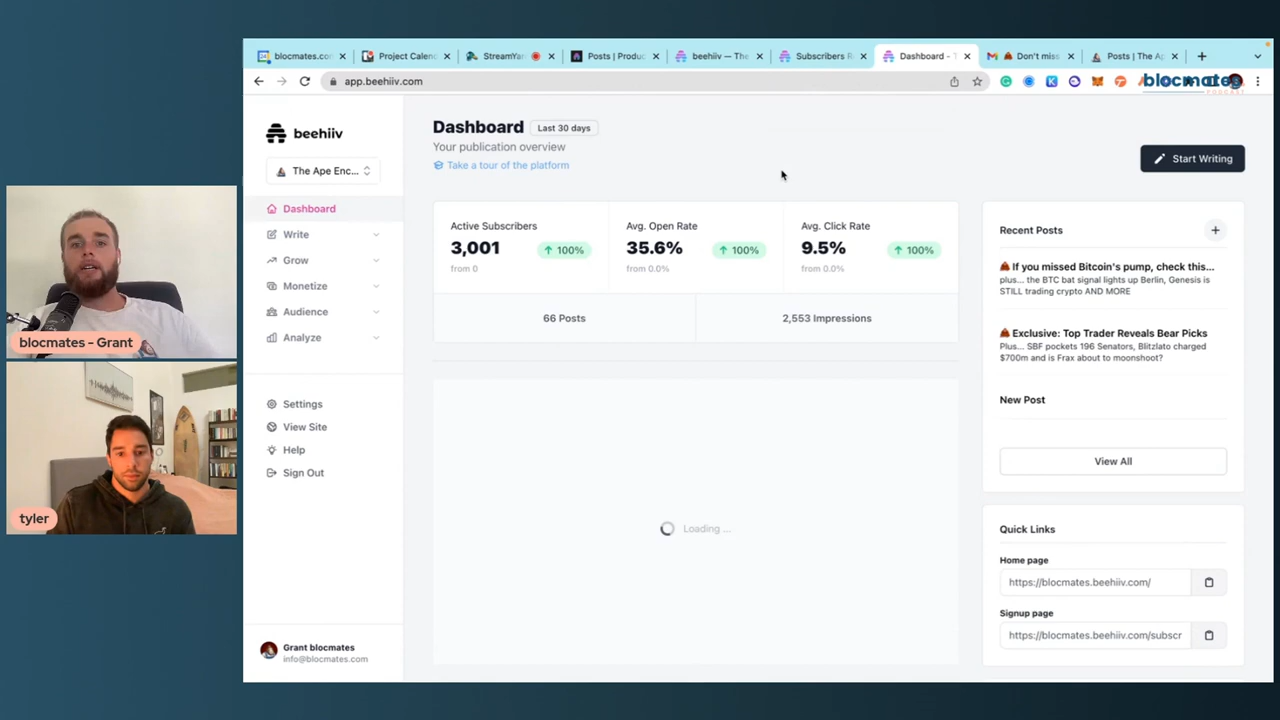 blocmates.com
Project Calenc
StreamYar
Posts | Produc
beehiiv — The
Subscribers R
Dashboard - T
Don't miss
Posts | The Ap
app.beehiiv.com
blocmates
PODCAST
beehiiv
The Ape Enc...
Dashboard
Write
Grow
Monetize
Audience
Analyze
Settings
View Site
Help
Sign Out
Grant blocmates
info@blocmates.com
Dashboard
Last 30 days
Your publication overview
Take a tour of the platform
Start Writing
Active Subscribers
3,001
↑ 100%
from 0
Avg. Open Rate
35.6%
↑ 100%
from 0.0%
Avg. Click Rate
9.5%
↑ 100%
from 0.0%
66 Posts
2,553 Impressions
Loading ...
Recent Posts
If you missed Bitcoin's pump, check this...
plus... the BTC bat signal lights up Berlin, Genesis is
STILL trading crypto AND MORE
Exclusive: Top Trader Reveals Bear Picks
Plus... SBF pockets 196 Senators, Blitzlato charged
$700m and is Frax about to moonshoot?
New Post
View All
Quick Links
Home page
https://blocmates.beehiiv.com/
Signup page
https://blocmates.beehiiv.com/subscr
blocmates - Grant
tyler